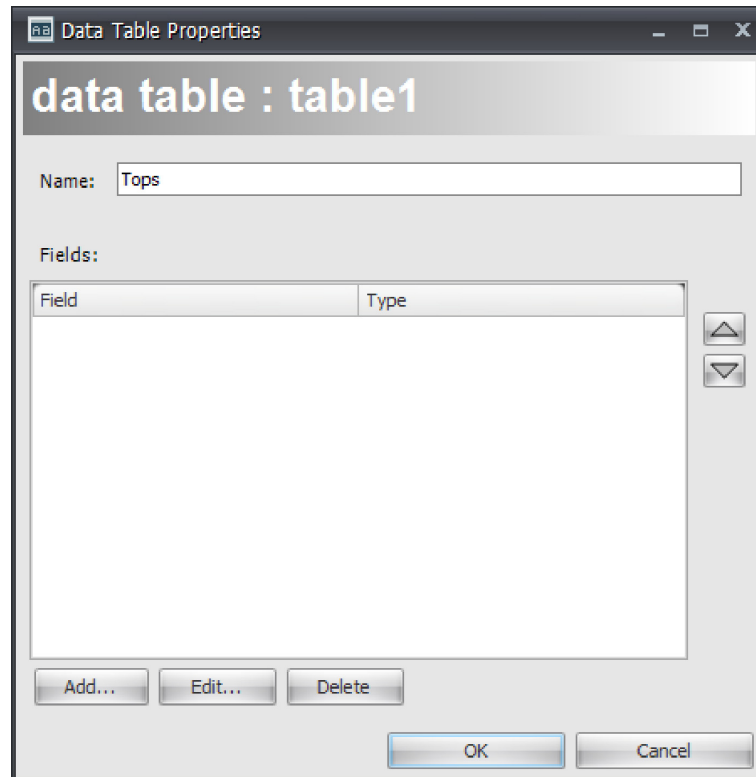 Data Table Properties
data table : table1
Name: Tops
Fields:
Field Type
Add... Edit... Delete
OK Cancel